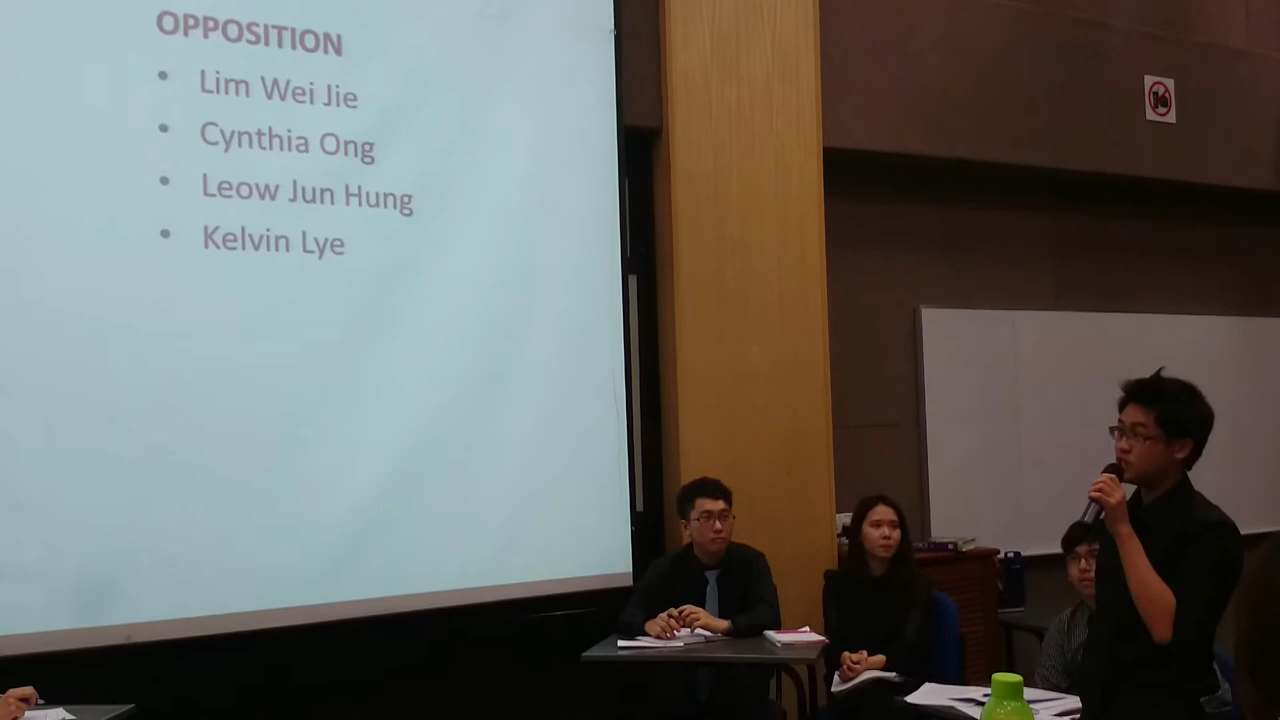 OPPOSITION
• Lim Wei Jie
• Cynthia Ong
• Leow Jun Hung
• Kelvin Lye